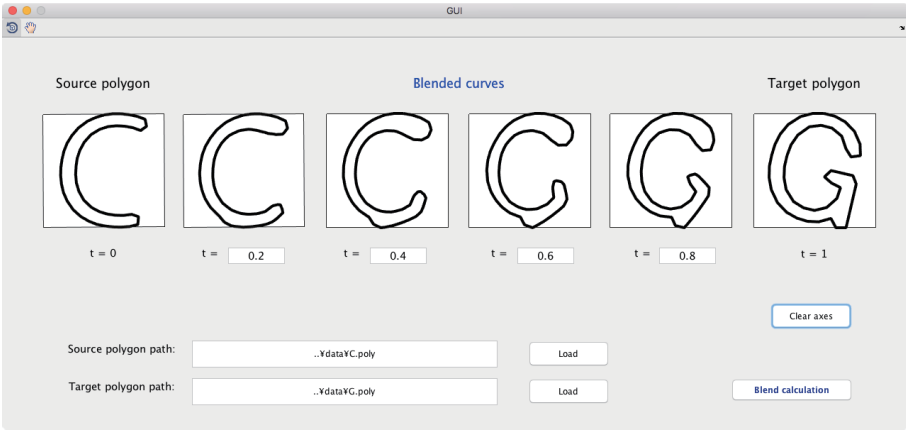 GUI
Source polygon Blended curves Target polygon
t = 0 t = 0.2 t = 0.4 t = 0.6 t = 0.8 t = 1
Clear axes
Source polygon path: ..¥data¥C.poly Load
Target polygon path: ..¥data¥G.poly Load Blend calculation